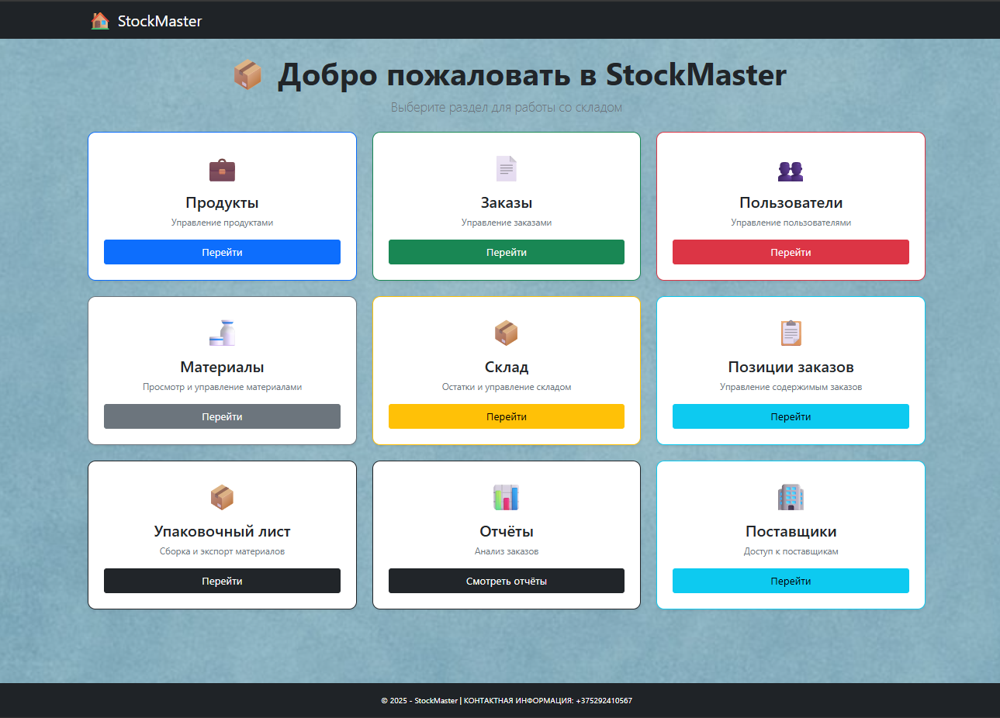 StockMaster
Добро пожаловать в StockMaster
Выберите раздел для работы со складом
Продукты
Управление продуктами
Перейти
Заказы
Управление заказами
Перейти
Пользователи
Управление пользователями
Перейти
Материалы
Просмотр и управление материалами
Перейти
Склад
Остатки и управление складом
Перейти
Позиции заказов
Управление содержимым заказов
Перейти
Упаковочный лист
Сборка и экспорт материалов
Перейти
Отчёты
Анализ заказов
Смотреть отчёты
Поставщики
Доступ к поставщикам
Перейти
© 2025 - StockMaster | КОНТАКТНАЯ ИНФОРМАЦИЯ: +375292410567